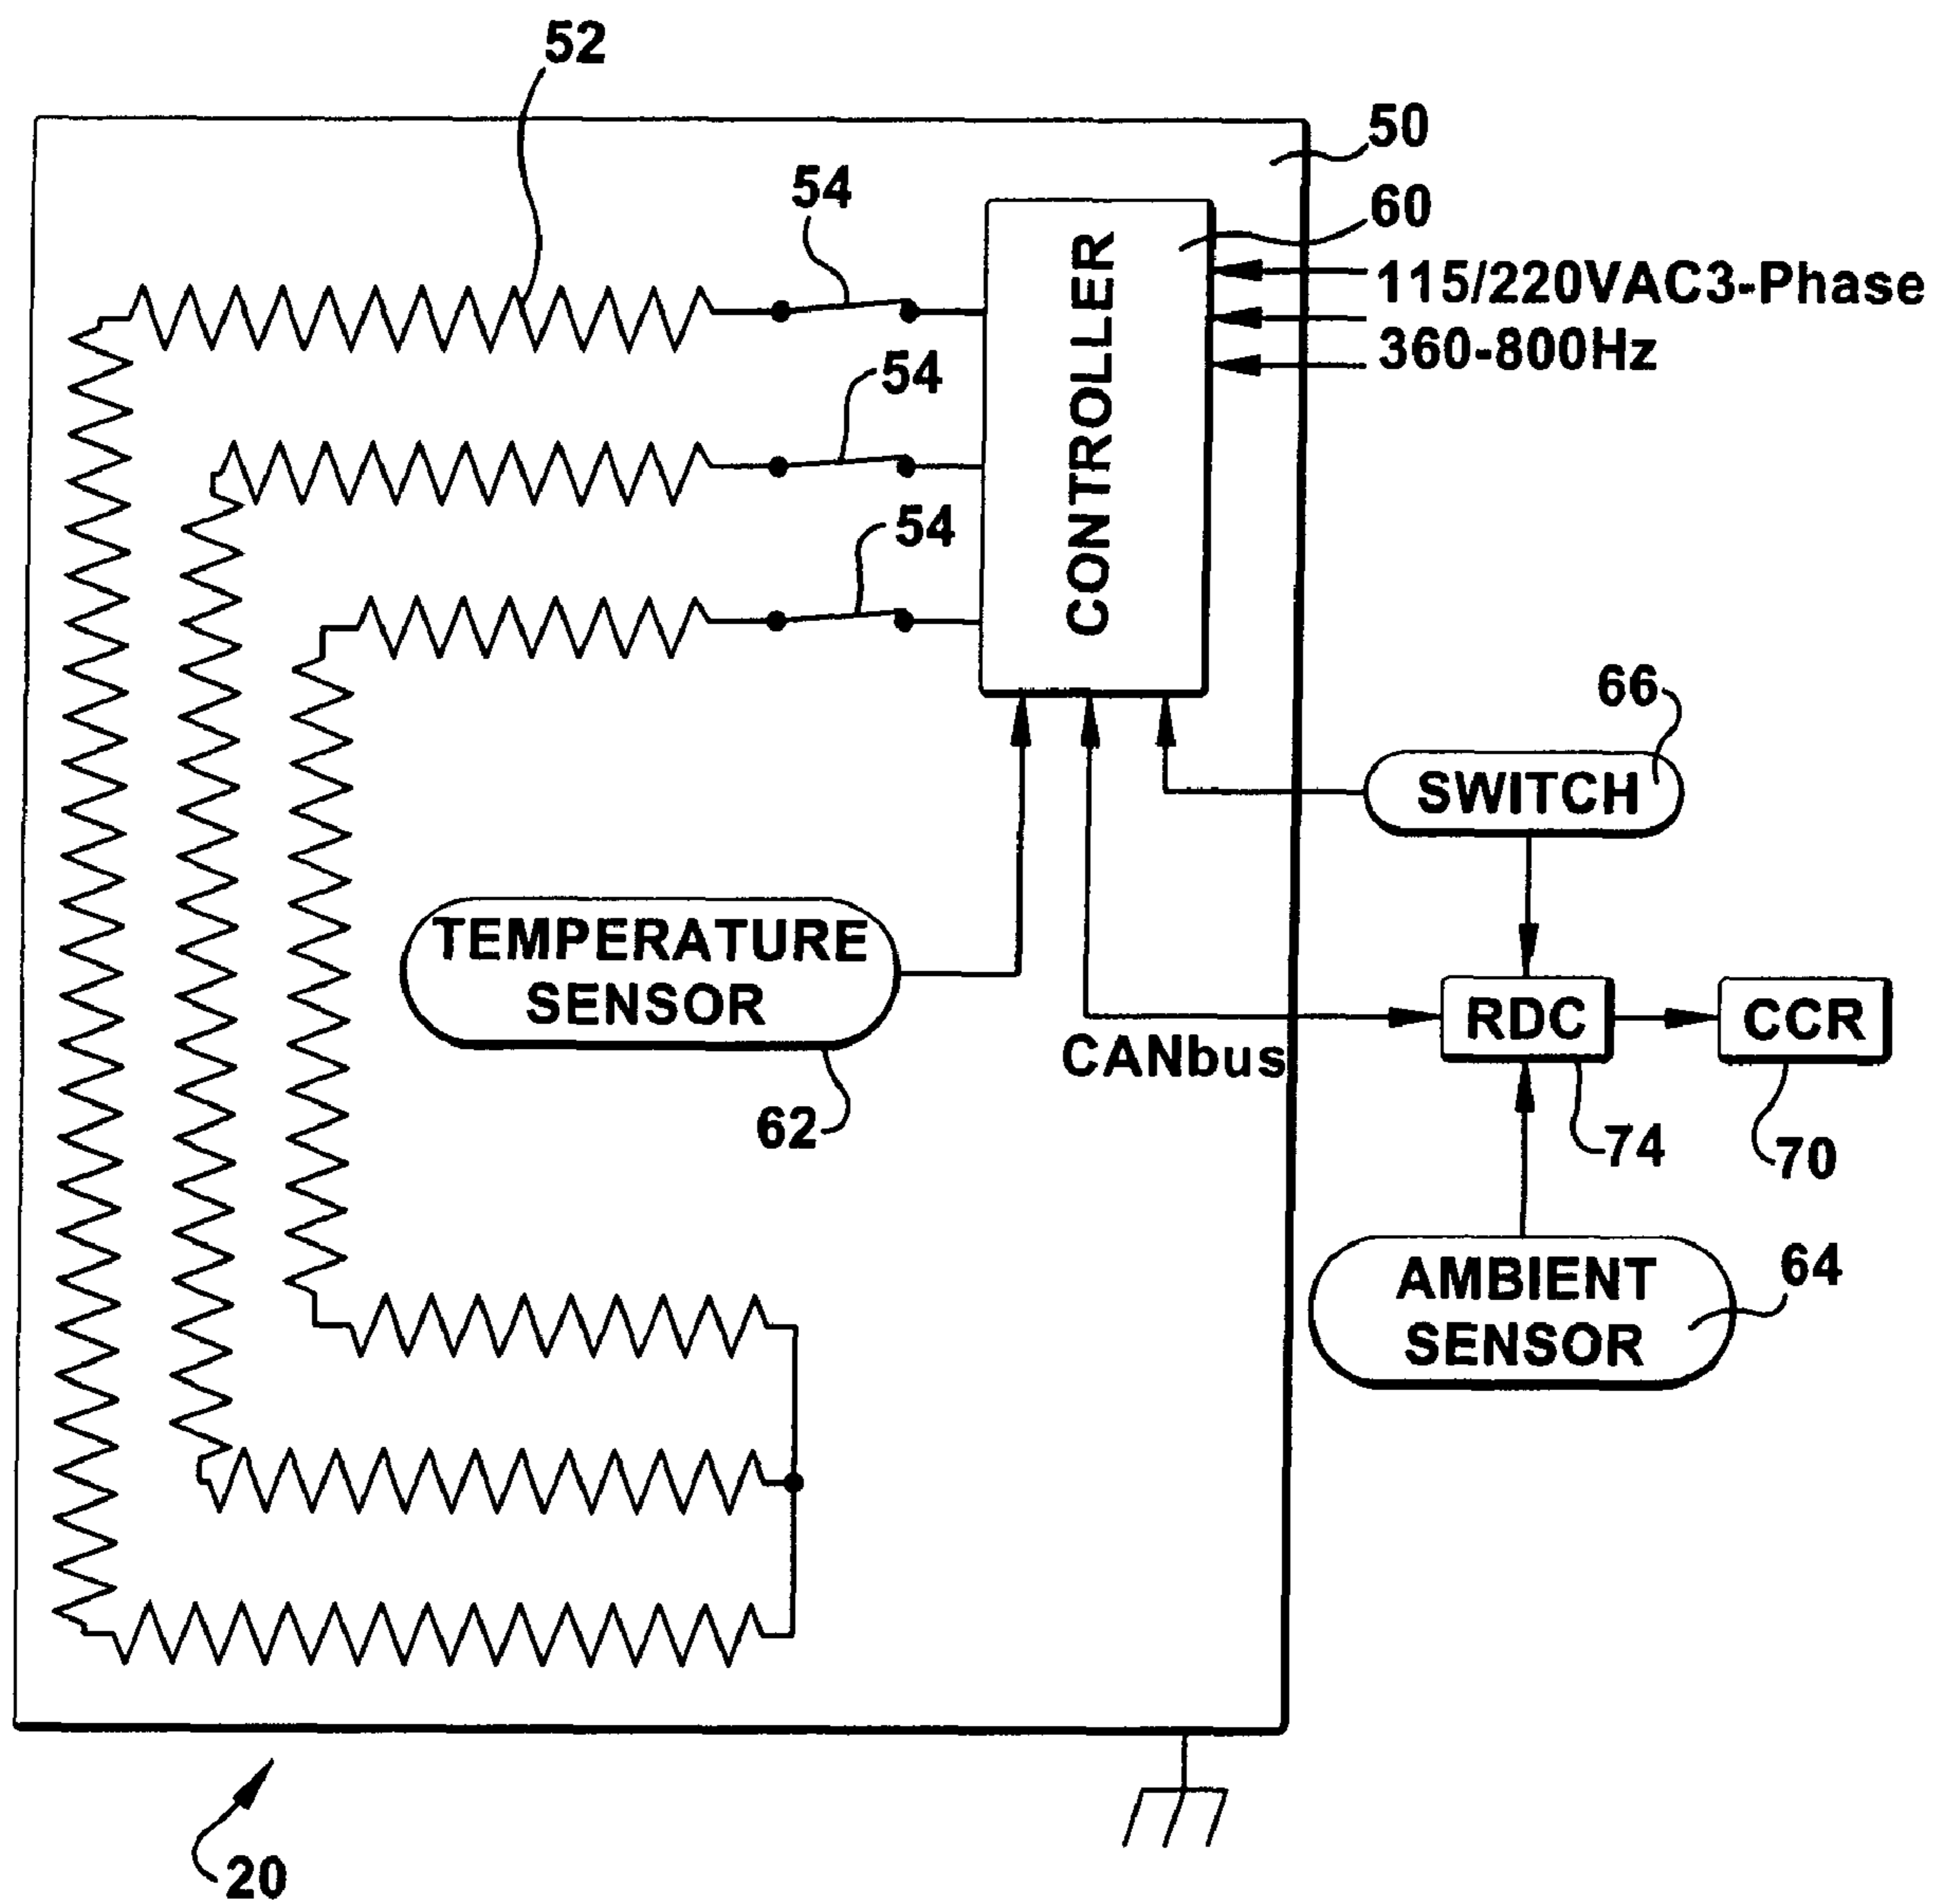 52
50
54
60
CONTROLLER
115/220VAC3-Phase
360-800Hz
54
54
66
SWITCH
TEMPERATURE
SENSOR
RDC
CCR
CANbus
62
74
70
AMBIENT
SENSOR
64
20